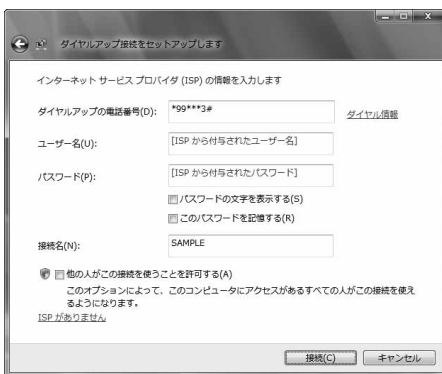 ダイヤルアップ接続をセットアップします
インターネット サービス プロバイダ (ISP) の情報を入力します
ダイヤルアップの電話番号(D):
*99***3#
ダイヤル情報
ユーザー名(U):
[ISP から付与されたユーザー名]
パスワード(P):
[ISP から付与されたパスワード]
パスワードの文字を表示する(S)
このパスワードを記憶する(R)
接続名(N):
SAMPLE
他の人がこの接続を使うことを許可する(A)
このオプションによって、このコンピュータにアクセスがあるすべての人がこの接続を使え
るようになります。
ISP がありません
接続(C)
キャンセル